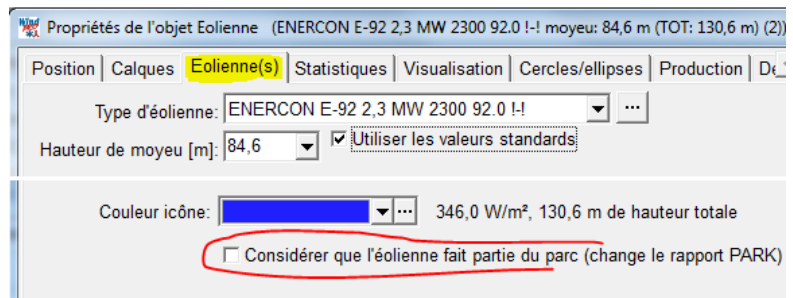 Propriétés de l'objet Eolienne (ENERCON E-92 2,3 MW 2300 92.0 !-! moyeu: 84,6 m (TOT: 130,6 m) (2))
Position Calques Eolienne(s) Statistiques Visualisation Cercles/ellipses Production
Type d'éolienne: ENERCON E-92 2,3 MW 2300 92.0 !-! ...
Hauteur de moyeu [m]: 84,6 Utiliser les valeurs standards
Couleur icône: ... 346,0 W/m², 130,6 m de hauteur totale
Considérer que l'éolienne fait partie du parc (change le rapport PARK)